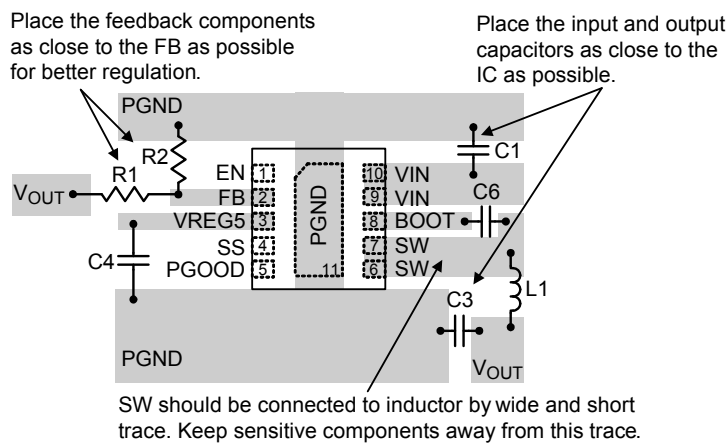 Place the feedback components
as close to the FB as possible
for better regulation.
Place the input and output
capacitors as close to the
IC as possible.
PGND
R2
R1
VOUT
C1
EN 1
10 VIN
FB 2
9 VIN
C6
VREG5 3
PGND
8 BOOT
SS 4
7 SW
C4
PGOOD 5
11
6 SW
L1
C3
PGND
VOUT
SW should be connected to inductor by wide and short
trace. Keep sensitive components away from this trace.